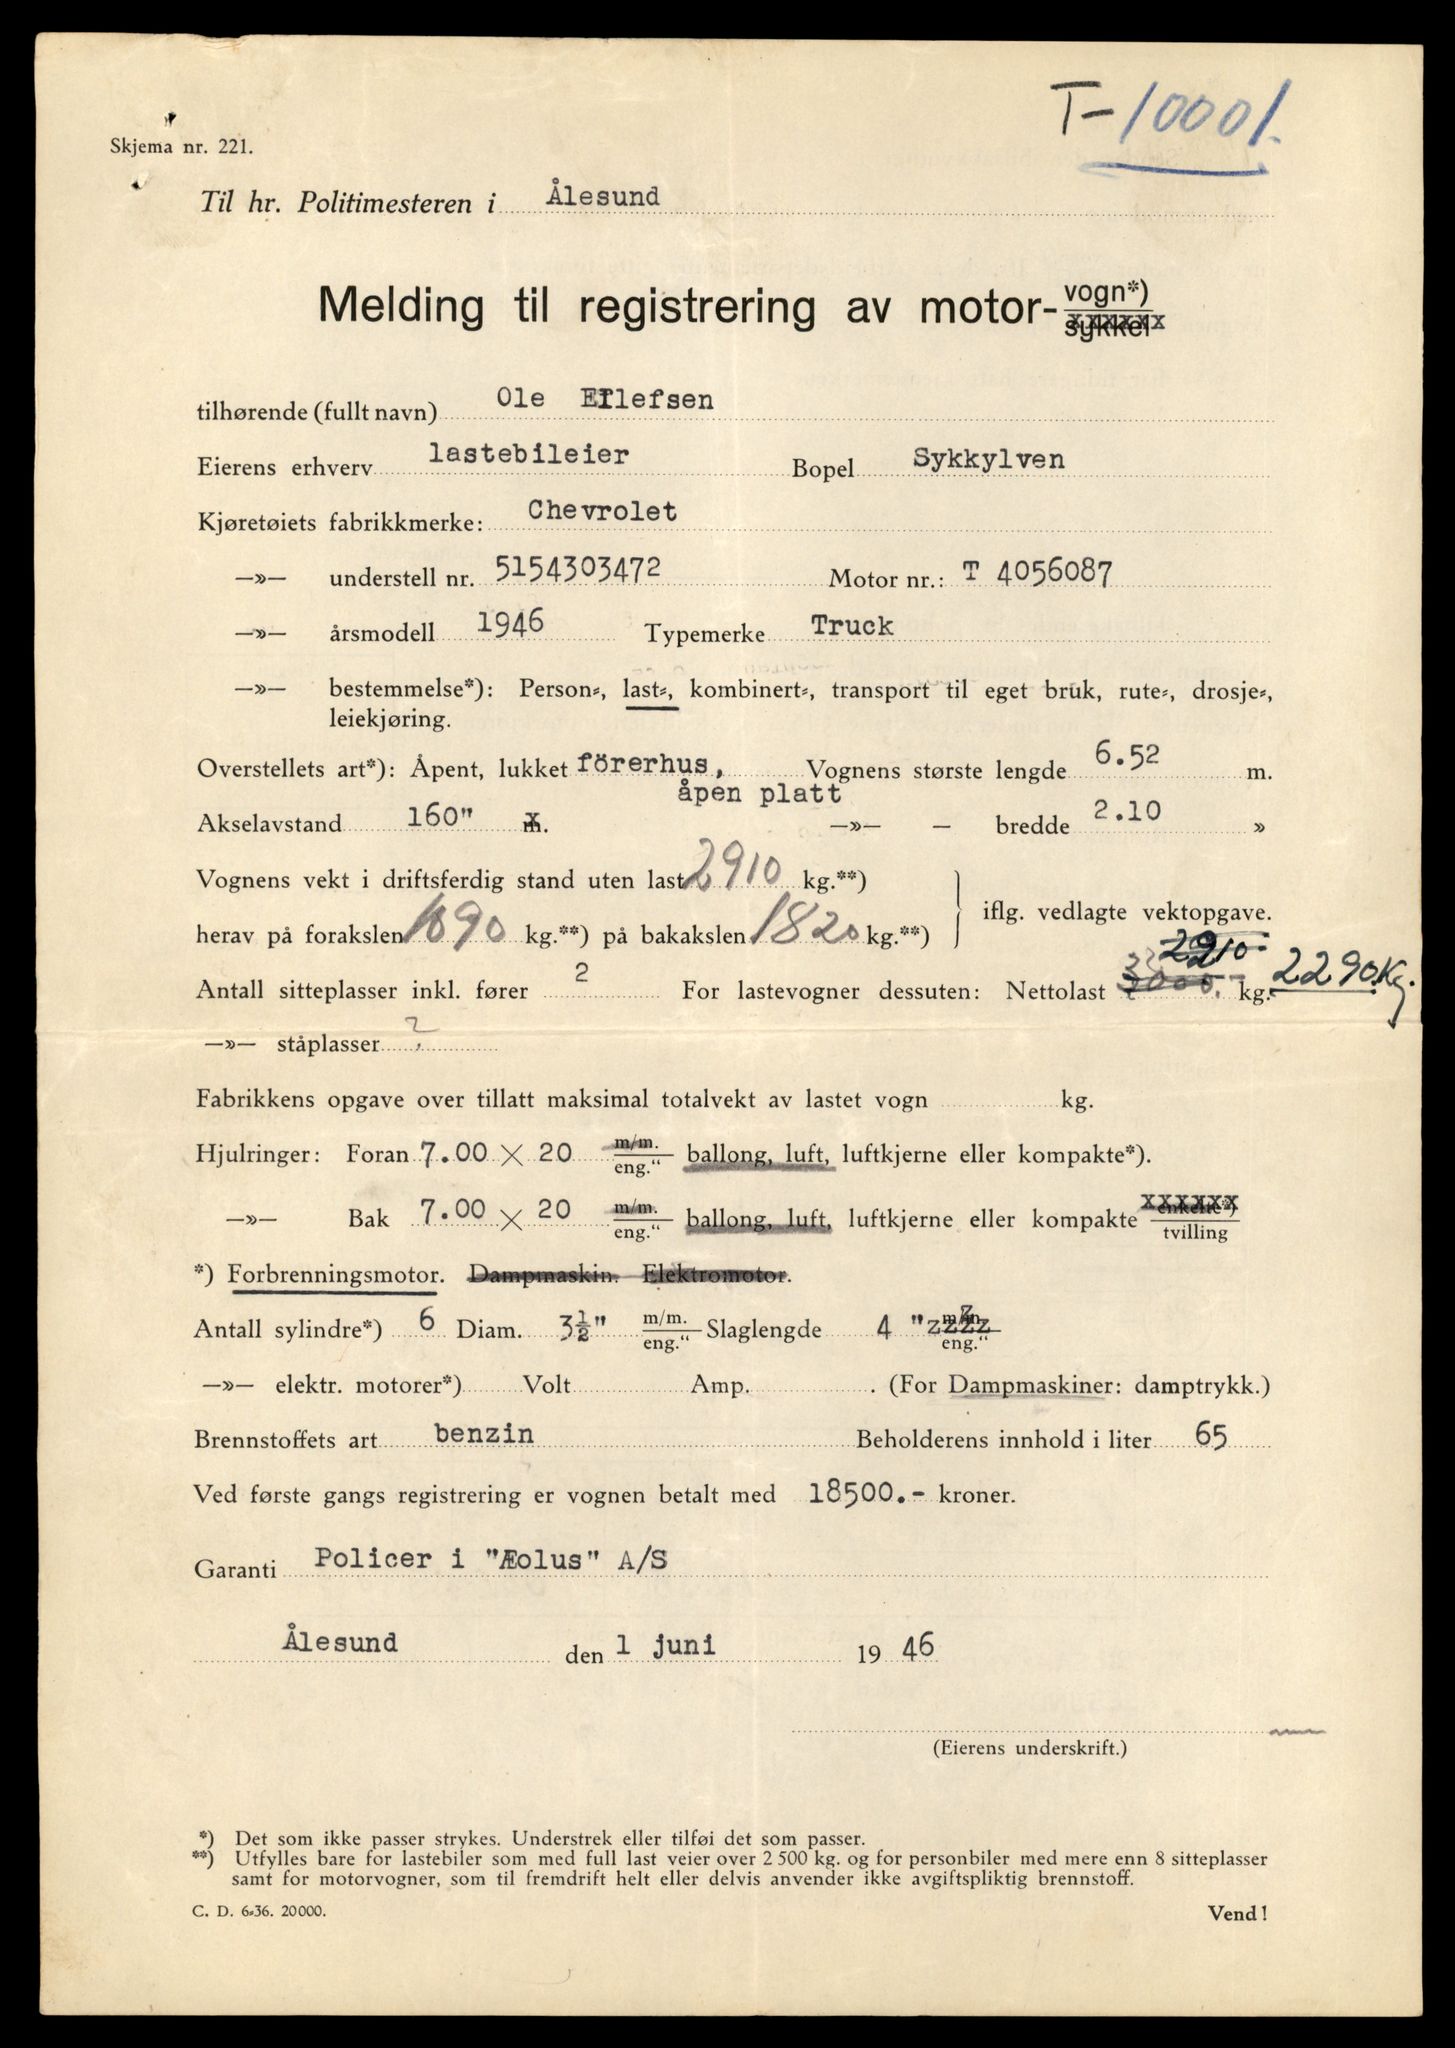 T-10001.
Skjema nr. 221.
Til hr. Politimesteren i Ålesund
Melding til registrering av motor- vogn*)
sykkel
tilhørende (fullt navn) Ole Ellefsen
Eierens erhverv lastebileier Bopel Sykkylven
Kjøretøiets fabrikkmerke: Chevrolet
—»— understell nr. 5154303472 Motor nr.: T 4056087
—»— årsmodell 1946 Typemerke Truck
—»— bestemmelse*): Person-, last-, kombinert-, transport til eget bruk, rute-, drosje-,
leiekjøring.
Overstellets art*): Åpent, lukket förerhus, Vognens største lengde 6.52 m.
åpen platt
Akselavstand 160" m. —»— — bredde 2.10 »
Vognens vekt i driftsferdig stand uten last 2910 kg.**)
herav på forakslen 1090 kg.**) på bakakslen 1820 kg.**) } iflg. vedlagte vektopgave.
2210
Antall sitteplasser inkl. fører 2 For lastevogner dessuten: Nettolast 3000. kg. 2290 Kg.
—»— ståplasser ?
Fabrikkens opgave over tillatt maksimal totalvekt av lastet vogn kg.
Hjulringer: Foran 7.00 × 20 m/m. eng." ballong, luft, luftkjerne eller kompakte*).
—»— Bak 7.00 × 20 m/m. eng." ballong, luft, luftkjerne eller kompakte enkelte*) tvilling
*) Forbrenningsmotor. Dampmaskin. Elektromotor.
Antall sylindre*) 6 Diam. 3½" m/m. eng." Slaglengde 4 " m/m. eng."
—»— elektr. motorer*) Volt Amp. . (For Dampmaskiner: damptrykk.)
Brennstoffets art benzin Beholderens innhold i liter 65
Ved første gangs registrering er vognen betalt med 18500.- kroner.
Garanti Policer i "Æolus" A/S
Ålesund den 1 juni 19 46
(Eierens underskrift.)
*) Det som ikke passer strykes. Understrek eller tilføi det som passer.
**) Utfylles bare for lastebiler som med full last veier over 2 500 kg. og for personbiler med mere enn 8 sitteplasser
samt for motorvogner, som til fremdrift helt eller delvis anvender ikke avgiftspliktig brennstoff.
C. D. 6-36. 20000. Vend!